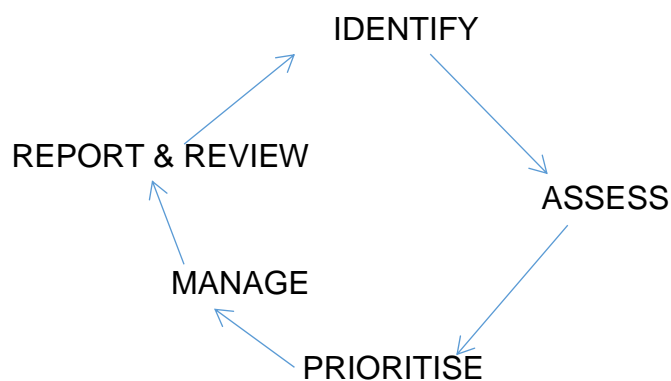 IDENTIFY
REPORT & REVIEW
ASSESS
MANAGE
PRIORITISE